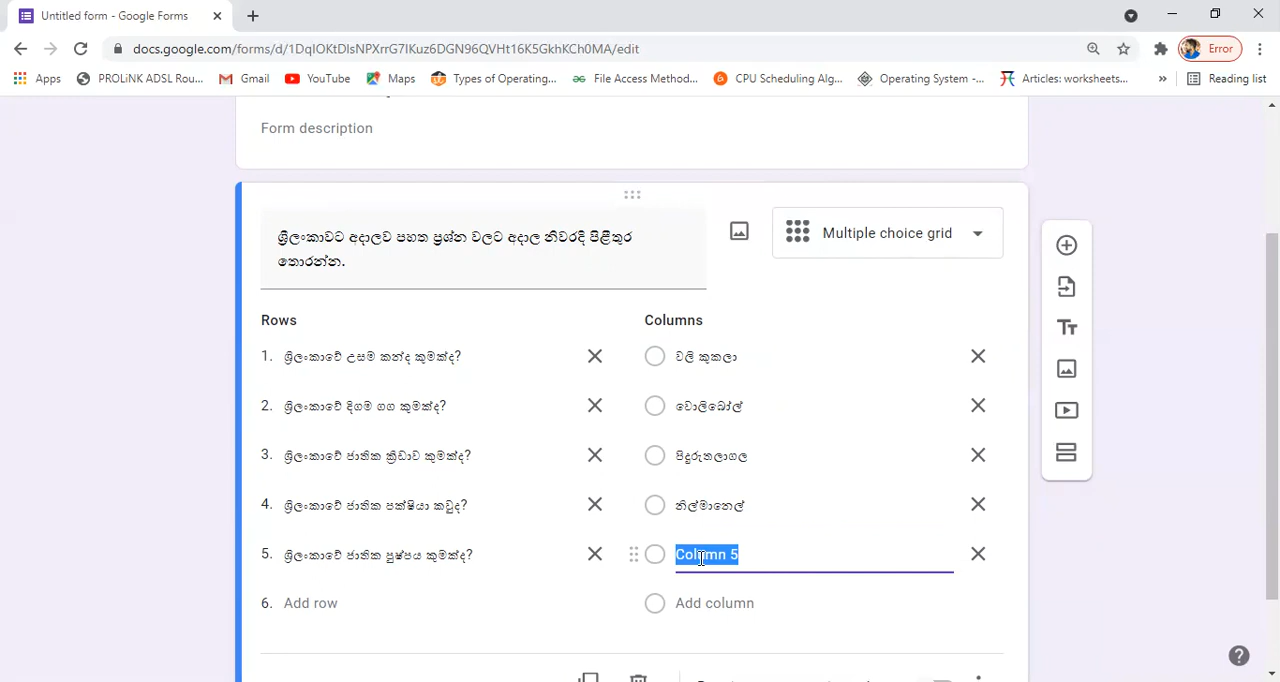 Untitled form - Google Forms
docs.google.com/forms/d/1DqIOKtDIsNPXrrG7IKuz6DGN96QVHt16K5GkhKCh0MA/edit
Error
Apps
PROLiNK ADSL Rou...
Gmail
YouTube
Maps
Types of Operating...
File Access Method...
CPU Scheduling Alg...
Operating System -...
Articles: worksheets...
»
Reading list
Form description
ශ්‍රීලංකාවට අදාලව පහත ප්‍රශ්න වලට අදාල නිවරදි පිළිතුර
තොරන්න.
Multiple choice grid
Rows
Columns
1. ශ්‍රිලංකාවේ උසම කන්ද කුමක්ද?
වලි කුකලා
2. ශ්‍රිලංකාවේ දිගම ගග කුමක්ද?
වොලිබෝල්
3. ශ්‍රිලංකාවේ ජාතික ක්‍රීඩාව කුමක්ද?
පිදුරුතලාගල
4. ශ්‍රිලංකාවේ ජාතික පක්ෂියා කවුද?
නිල්මානෙල්
5. ශ්‍රිලංකාවේ ජාතික පුෂ්පය කුමක්ද?
Column 5
6. Add row
Add column